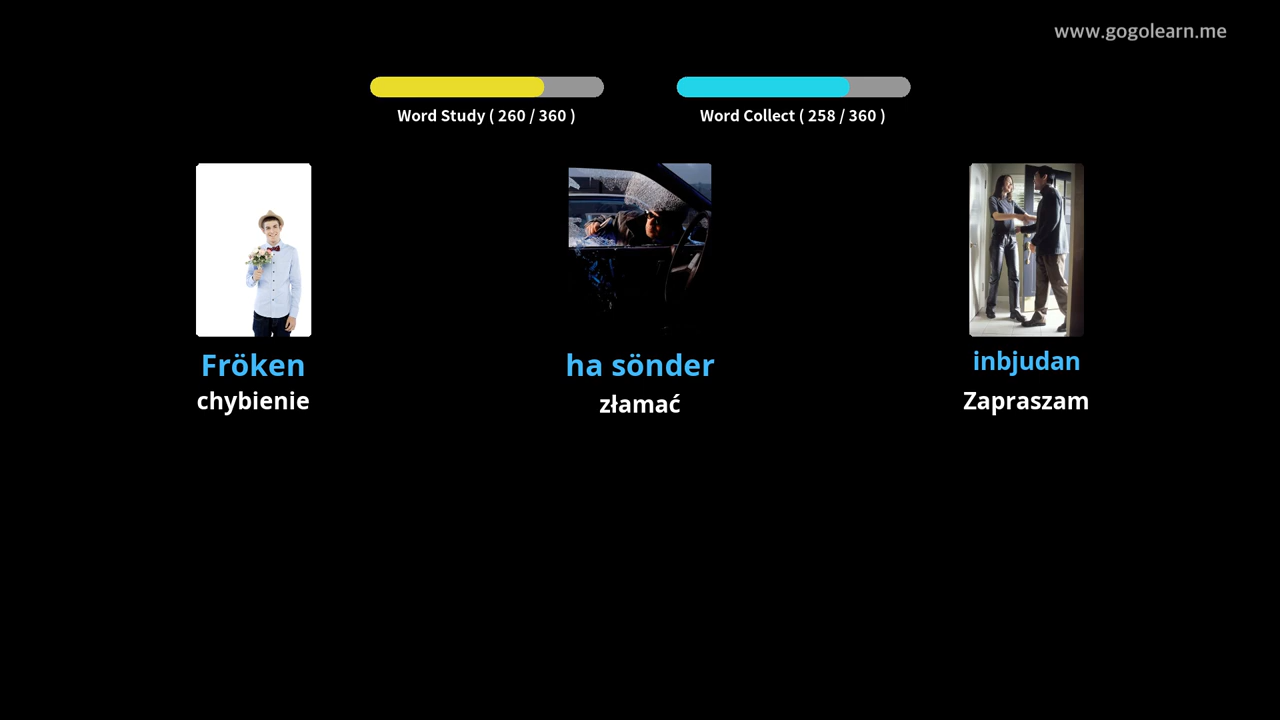 www.gogolearn.me
Word Study ( 260 / 360 )
Word Collect ( 258 / 360 )
Fröken
ha sönder
inbjudan
chybienie
złamać
Zapraszam